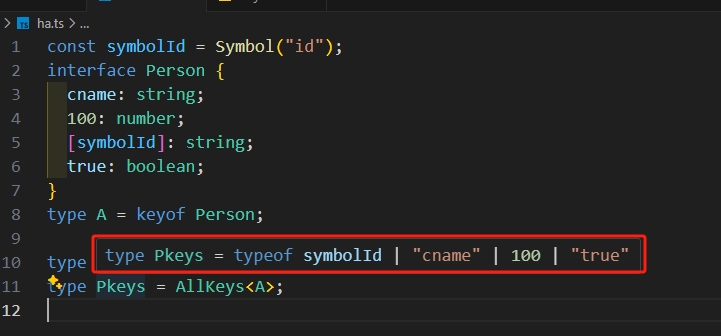 TS ha.ts > ...
1 const symbolId = Symbol("id");
2 interface Person {
3 cname: string;
4 100: number;
5 [symbolId]: string;
6 true: boolean;
7 }
8 type A = keyof Person;
9
type Pkeys = typeof symbolId | "cname" | 100 | "true"
10 type
11 type Pkeys = AllKeys<A>;
12